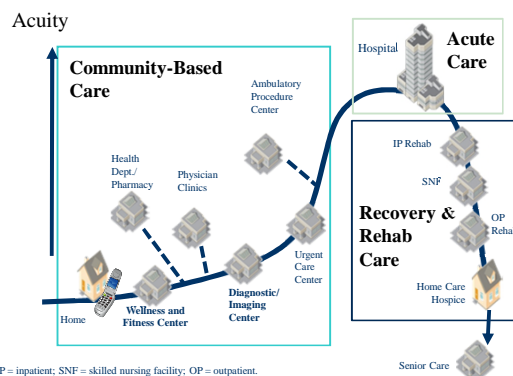 Acuity
Community-Based
Care
Ambulatory
Procedure
Center
Health
Dept./
Pharmacy
Physician
Clinics
Urgent
Care
Center
Home
Wellness and
Fitness Center
Diagnostic/
Imaging
Center
Hospital
Acute
Care
IP Rehab
SNF
Recovery &
Rehab
Care
OP
Reha
Home Care
Hospice
Senior Care
P = inpatient; SNF = skilled nursing facility; OP = outpatient.